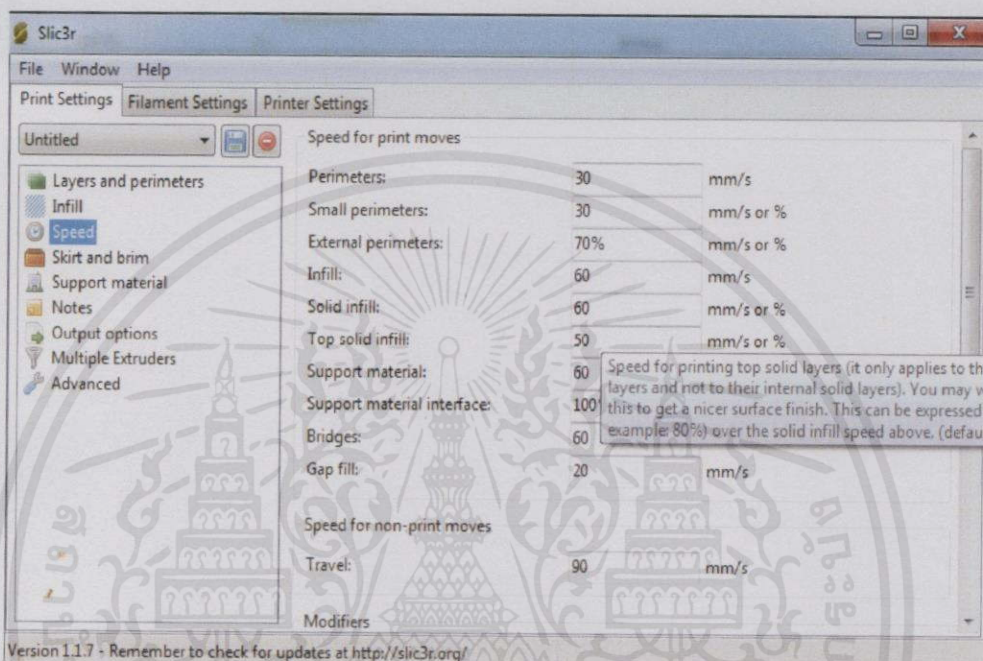 Slic3r
File Window Help
Print Settings Filament Settings Printer Settings
Untitled
Layers and perimeters
Infill
Speed
Skirt and brim
Support material
Notes
Output options
Multiple Extruders
Advanced
Speed for print moves
Perimeters: 30 mm/s
Small perimeters: 30 mm/s or %
External perimeters: 70% mm/s or %
Infill: 60 mm/s
Solid infill: 60 mm/s or %
Top solid infill: 50 mm/s or %
Support material: 60
Support material interface: 100
Bridges: 60
Gap fill: 20 mm/s
Speed for printing top solid layers (it only applies to
layers and not to their internal solid layers). You may
this to get a nicer surface finish. This can be expressed
example: 80%) over the solid infill speed above.
Speed for non-print moves
Travel: 90 mm/s
Modifiers
Version 1.1.7 - Remember to check for updates at http://slic3r.org/